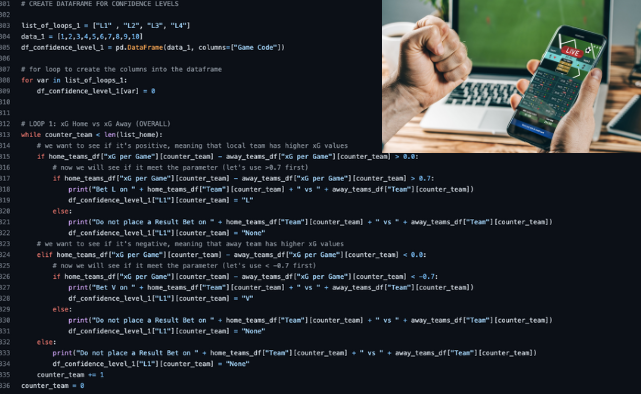 301 # CREATE DATAFRAME FOR CONFIDENCE LEVELS
302
303 list_of_loops_1 = ["L1" , "L2", "L3", "L4"]
304 data_1 = [1,2,3,4,5,6,7,8,9,10]
305 df_confidence_level_1 = pd.DataFrame(data_1, columns=["Game Code"])
306
307 # for loop to create the columns into the dataframe
308 for var in list_of_loops_1:
309     df_confidence_level_1[var] = 0
310
311
312 # LOOP 1: xG Home vs xG Away (OVERALL)
313 while counter_team < len(list_home):
314     # we want to see if it's positive, meaning that local team has higher xG values
315     if home_teams_df["xG per Game"][counter_team] - away_teams_df["xG per Game"][counter_team] > 0.0:
316         # now we will see if it meet the parameter (let's use >0.7 first)
317         if home_teams_df["xG per Game"][counter_team] - away_teams_df["xG per Game"][counter_team] > 0.7:
318             print("Bet L on " + home_teams_df["Team"][counter_team] + " vs " + away_teams_df["Team"][counter_team])
319             df_confidence_level_1["L1"][counter_team] = "L"
320         else:
321             print("Do not place a Result Bet on " + home_teams_df["Team"][counter_team] + " vs " + away_teams_df["Team"][counter_team])
322             df_confidence_level_1["L1"][counter_team] = "None"
323     # we want to see if it's negative, meaning that away team has higher xG values
324     elif home_teams_df["xG per Game"][counter_team] - away_teams_df["xG per Game"][counter_team] < 0.0:
325         # now we will see if it meet the parameter (let's use < -0.7 first)
326         if home_teams_df["xG per Game"][counter_team] - away_teams_df["xG per Game"][counter_team] < -0.7:
327             print("Bet V on " + home_teams_df["Team"][counter_team] + " vs " + away_teams_df["Team"][counter_team])
328             df_confidence_level_1["L1"][counter_team] = "V"
329         else:
330             print("Do not place a Result Bet on " + home_teams_df["Team"][counter_team] + " vs " + away_teams_df["Team"][counter_team])
331             df_confidence_level_1["L1"][counter_team] = "None"
332     else:
333         print("Do not place a Result Bet on " + home_teams_df["Team"][counter_team] + " vs " + away_teams_df["Team"][counter_team])
334         df_confidence_level_1["L1"][counter_team] = "None"
335     counter_team += 1
336 counter_team = 0
LIVE